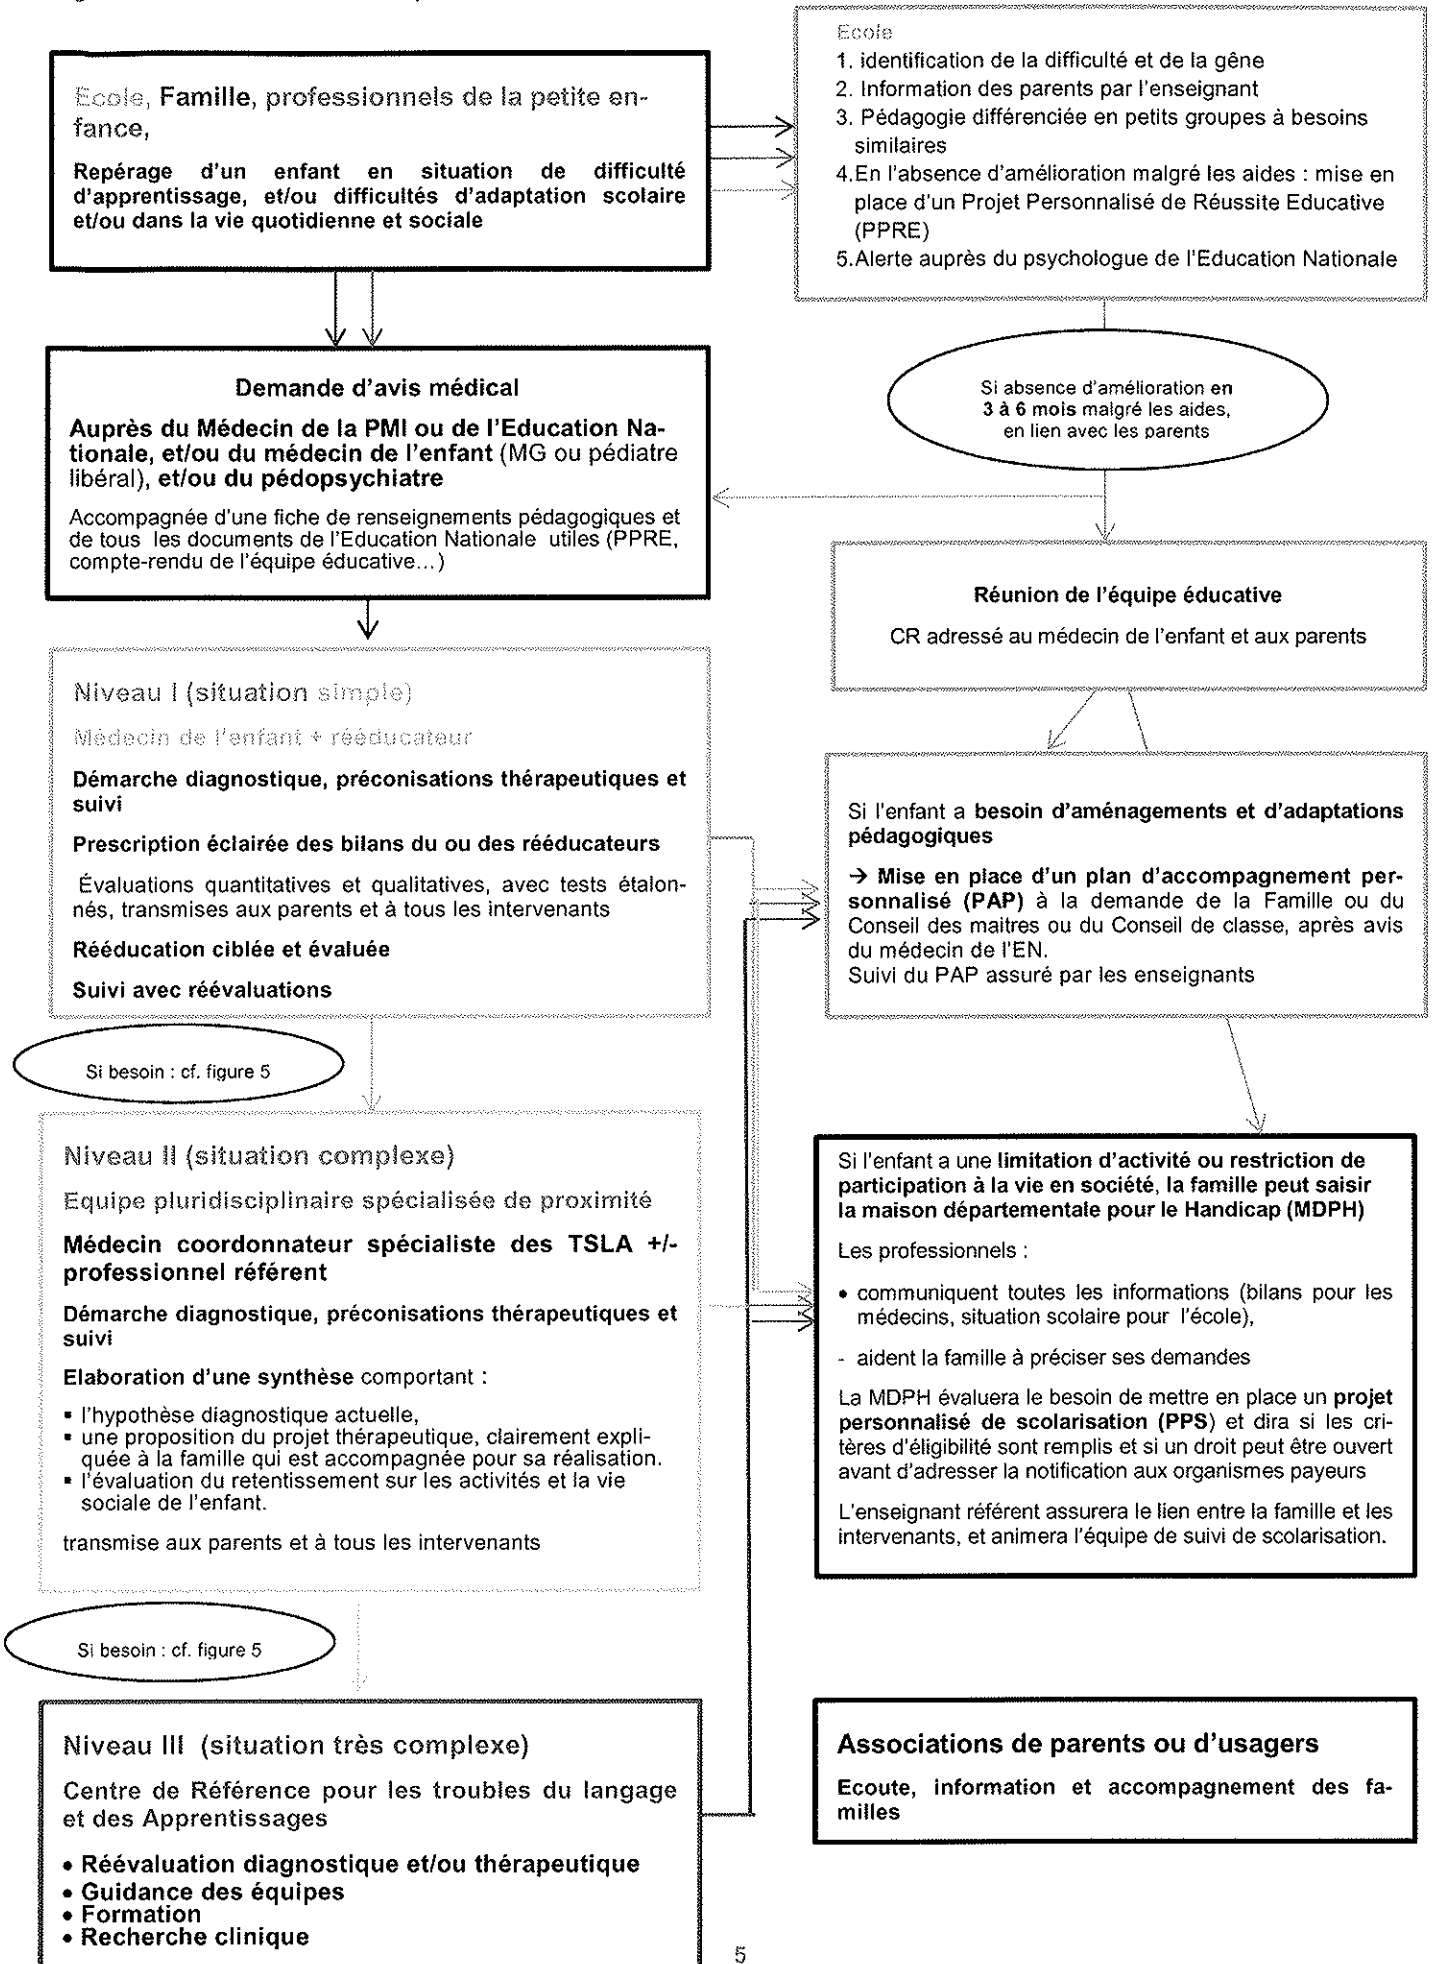 Ecole, Famille, professionnels de la petite en-
fance,
Repérage d'un enfant en situation de difficulté
d'apprentissage, et/ou difficultés d'adaptation scolaire
et/ou dans la vie quotidienne et sociale
Ecole
1. identification de la difficulté et de la gêne
2. Information des parents par l'enseignant
3. Pédagogie différenciée en petits groupes à besoins
similaires
4.En l'absence d'amélioration malgré les aides : mise en
place d'un Projet Personnalisé de Réussite Educative
(PPRE)
5.Alerte auprès du psychologue de l'Education Nationale
Si absence d'amélioration en
3 à 6 mois malgré les aides,
en lien avec les parents
Demande d'avis médical
Auprès du Médecin de la PMI ou de l'Education Na-
tionale, et/ou du médecin de l'enfant (MG ou pédiatre
libéral), et/ou du pédopsychiatre
Accompagnée d'une fiche de renseignements pédagogiques et
de tous les documents de l'Education Nationale utiles (PPRE,
compte-rendu de l'équipe éducative...)
Réunion de l'équipe éducative
CR adressé au médecin de l'enfant et aux parents
Niveau I (situation simple)
Médecin de l'enfant + rééducateur
Démarche diagnostique, préconisations thérapeutiques et
suivi
Prescription éclairée des bilans du ou des rééducateurs
Évaluations quantitatives et qualitatives, avec tests étalon-
nés, transmises aux parents et à tous les intervenants
Rééducation ciblée et évaluée
Suivi avec réévaluations
Si l'enfant a besoin d'aménagements et d'adaptations
pédagogiques
→ Mise en place d'un plan d'accompagnement per-
sonnalisé (PAP) à la demande de la Famille ou du
Conseil des maitres ou du Conseil de classe, après avis
du médecin de l'EN.
Suivi du PAP assuré par les enseignants
Si besoin : cf. figure 5
Niveau II (situation complexe)
Equipe pluridisciplinaire spécialisée de proximité
Médecin coordonnateur spécialiste des TSLA +/-
professionnel référent
Démarche diagnostique, préconisations thérapeutiques et
suivi
Elaboration d'une synthèse comportant :
▪ l'hypothèse diagnostique actuelle,
▪ une proposition du projet thérapeutique, clairement expli-
quée à la famille qui est accompagnée pour sa réalisation.
▪ l'évaluation du retentissement sur les activités et la vie
sociale de l'enfant.
transmise aux parents et à tous les intervenants
Si l'enfant a une limitation d'activité ou restriction de
participation à la vie en société, la famille peut saisir
la maison départementale pour le Handicap (MDPH)
Les professionnels :
• communiquent toutes les informations (bilans pour les
médecins, situation scolaire pour l'école),
- aident la famille à préciser ses demandes
La MDPH évaluera le besoin de mettre en place un projet
personnalisé de scolarisation (PPS) et dira si les cri-
tères d'éligibilité sont remplis et si un droit peut être ouvert
avant d'adresser la notification aux organismes payeurs
L'enseignant référent assurera le lien entre la famille et les
intervenants, et animera l'équipe de suivi de scolarisation.
Si besoin : cf. figure 5
Niveau III (situation très complexe)
Centre de Référence pour les troubles du langage
et des Apprentissages
• Réévaluation diagnostique et/ou thérapeutique
• Guidance des équipes
• Formation
• Recherche clinique
Associations de parents ou d'usagers
Ecoute, information et accompagnement des fa-
milles
5